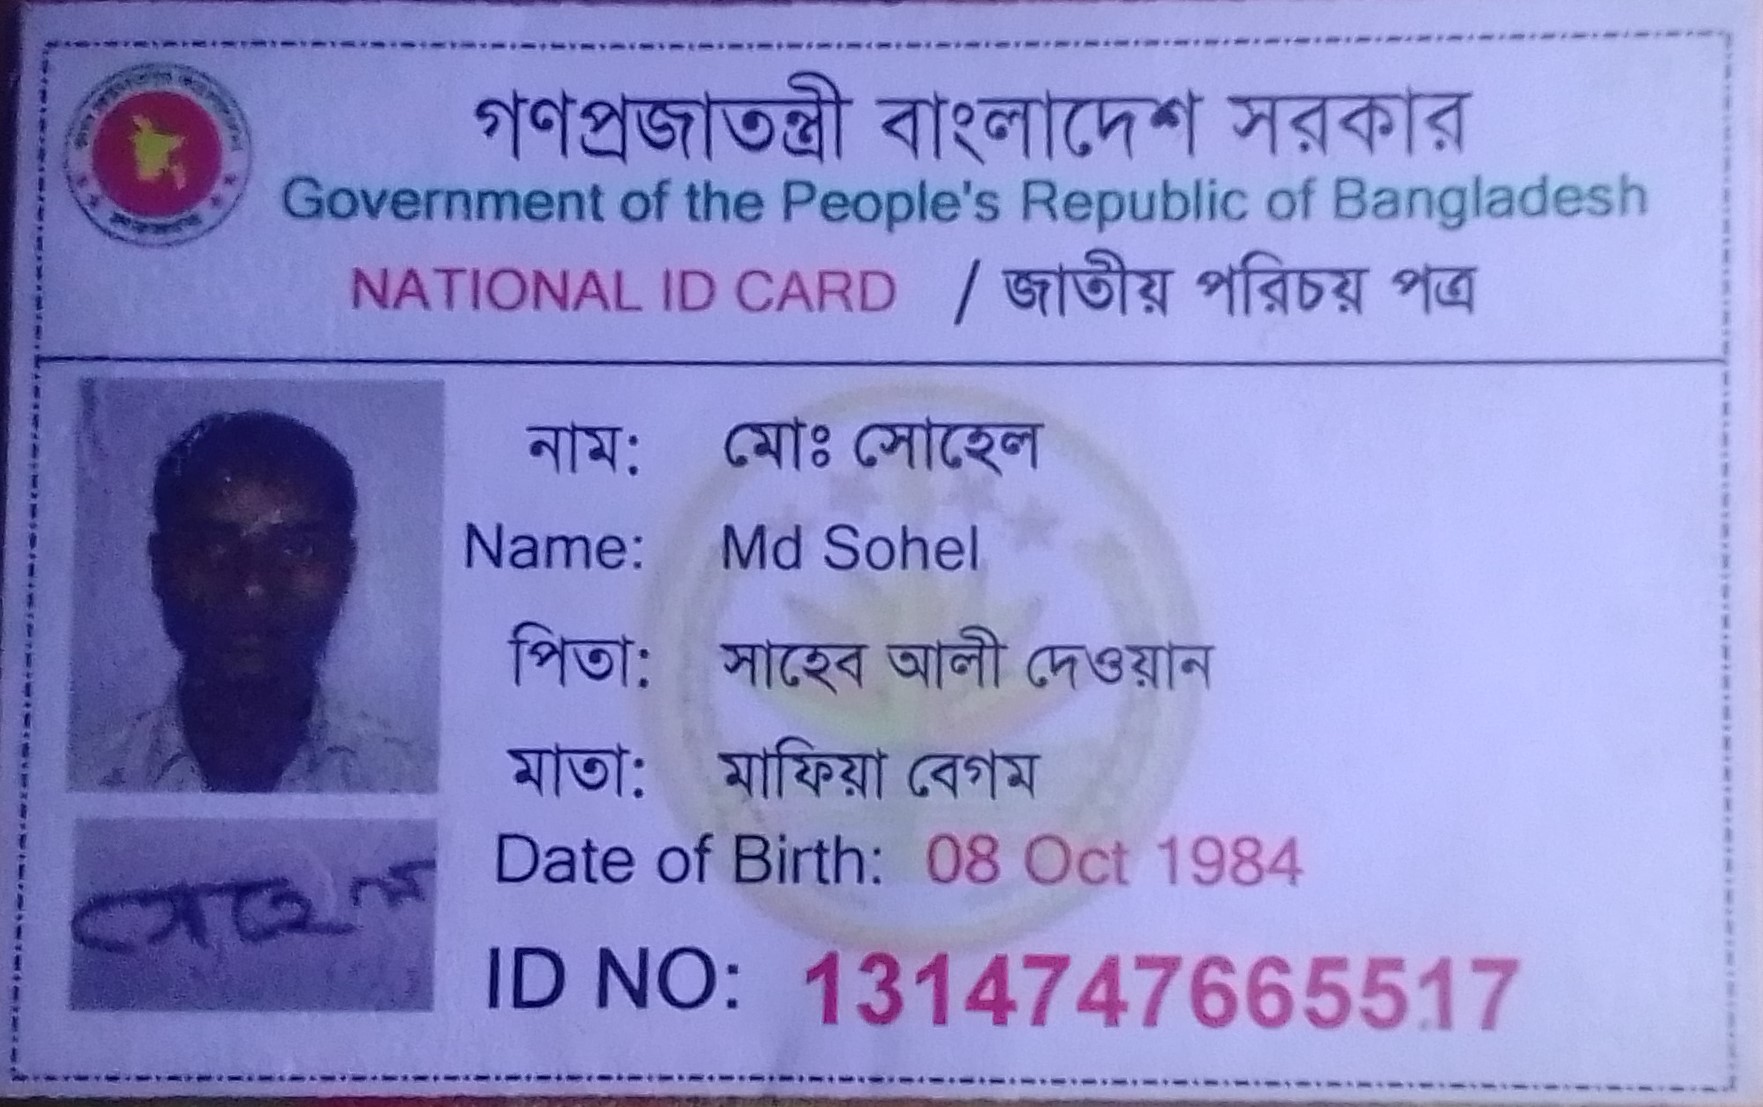 গণপ্রজাতন্ত্রী বাংলাদেশ সরকার
Government of the People's Republic of Bangladesh
NATIONAL ID CARD / জাতীয় পরিচয় পত্র
নাম: মোঃ সোহেল
Name: Md Sohel
পিতা: সাহেব আলী দেওয়ান
মাতা: মাফিয়া বেগম
Date of Birth: 08 Oct 1984
ID NO: 1314747665517
সোহেল